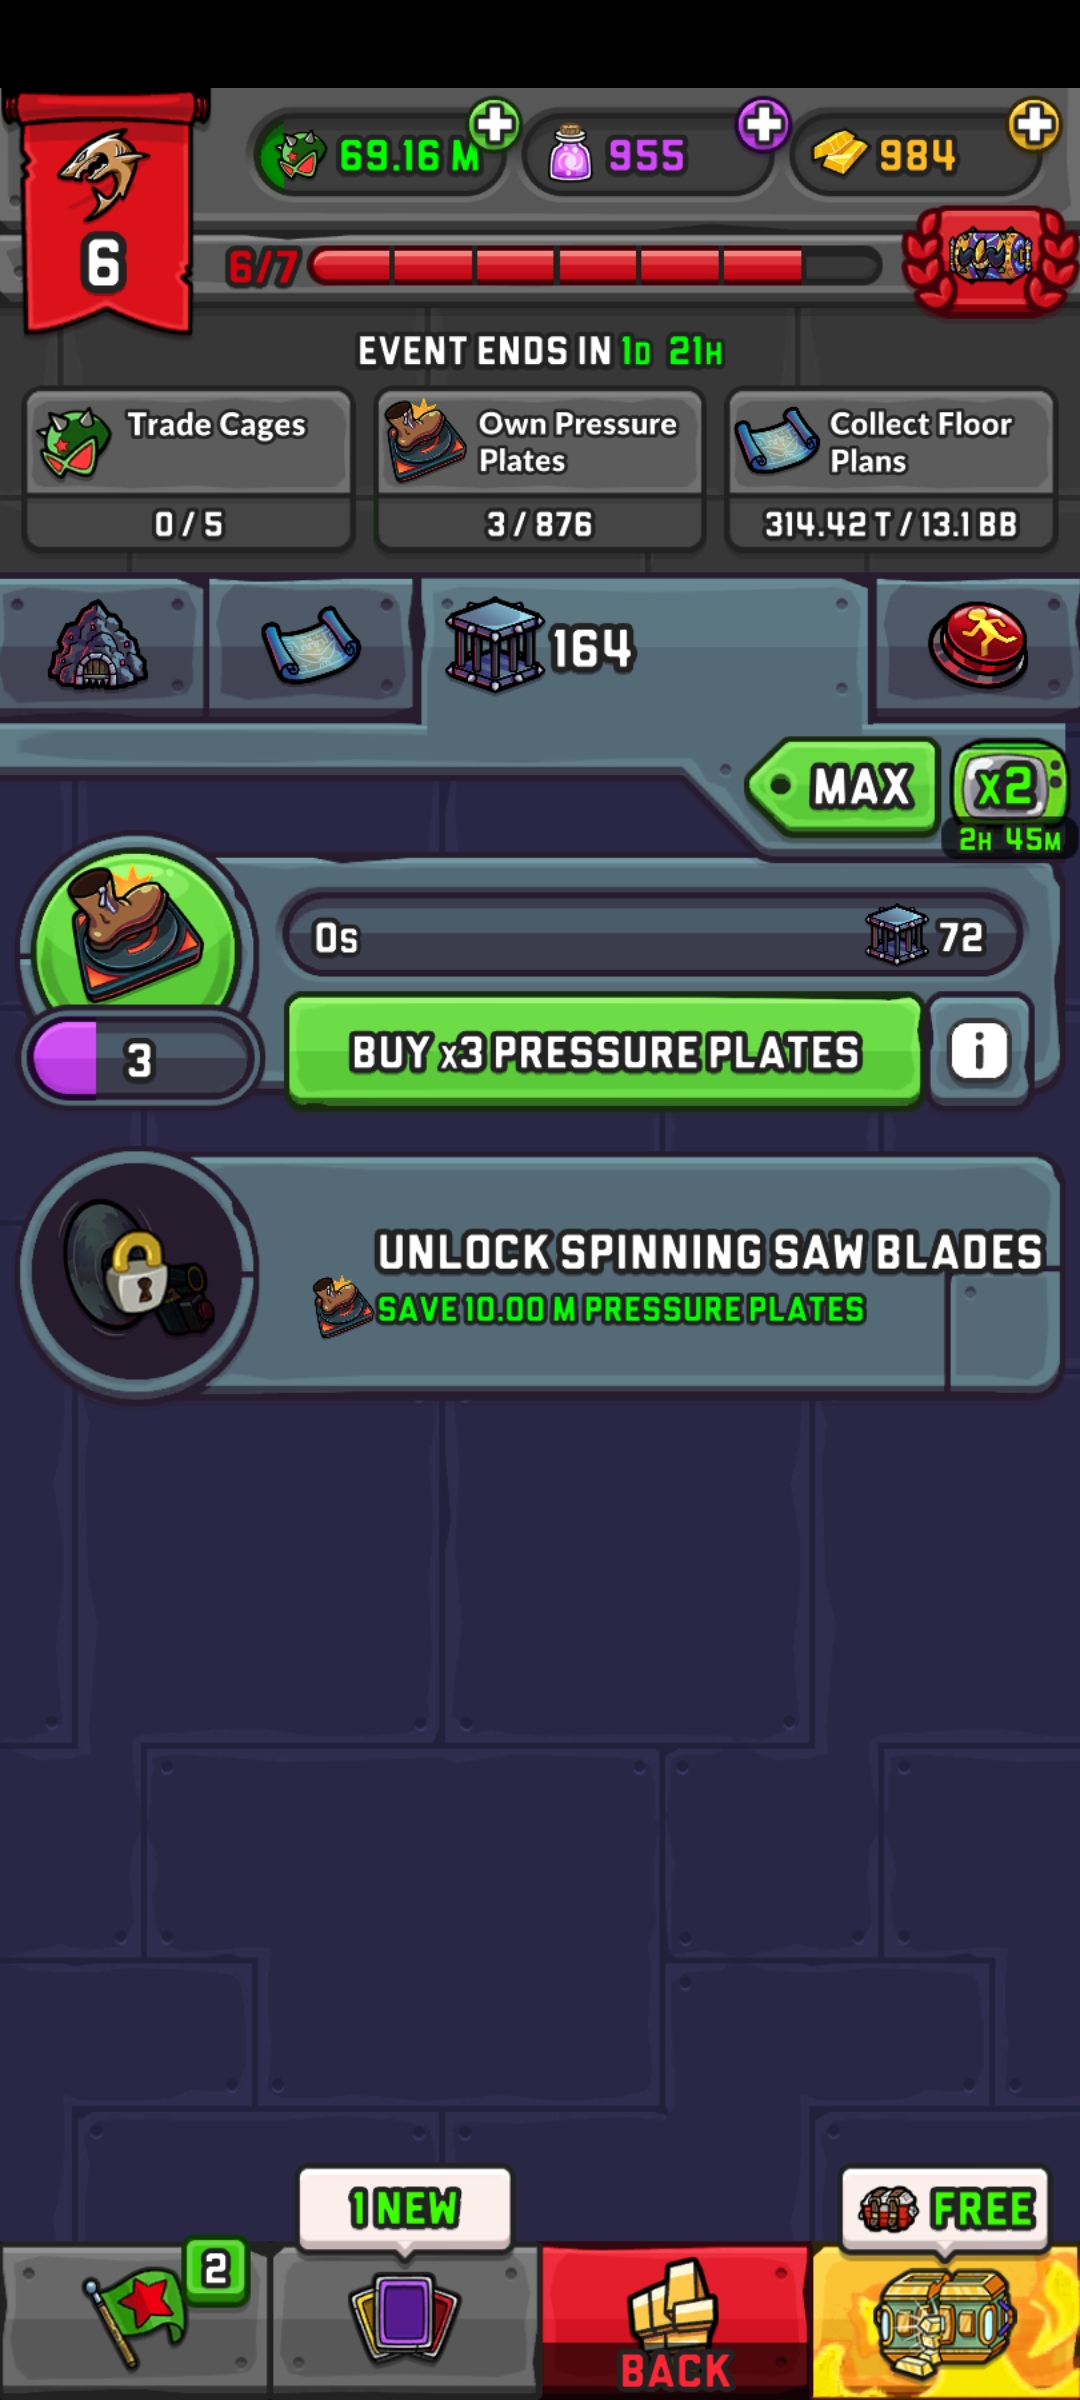 69.16 M
955
984
6
6/7
EVENT ENDS IN 1D 21H
Trade Cages
0 / 5
Own Pressure
Plates
3 / 876
Collect Floor
Plans
314.42 T / 13.1 BB
164
MAX
x2
2H 45M
0s
72
3
BUY x3 PRESSURE PLATES
i
UNLOCK SPINNING SAW BLADES
SAVE 10.00 M PRESSURE PLATES
1 NEW
FREE
2
BACK